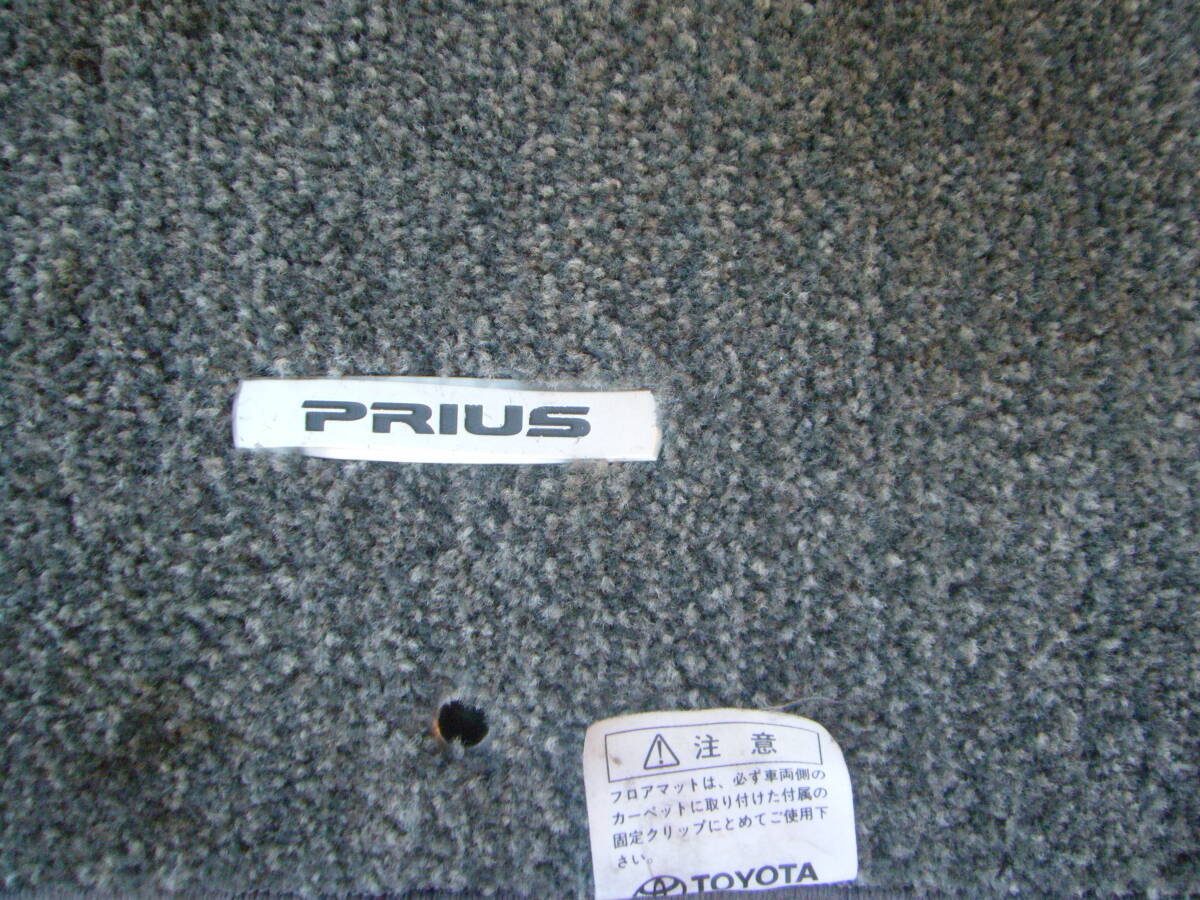 PRIUS
注意
フロアマットは、必ず車両側の
カーペットに取り付けた付属の
固定クリップにとめてご使用下
さい。
TOYOTA